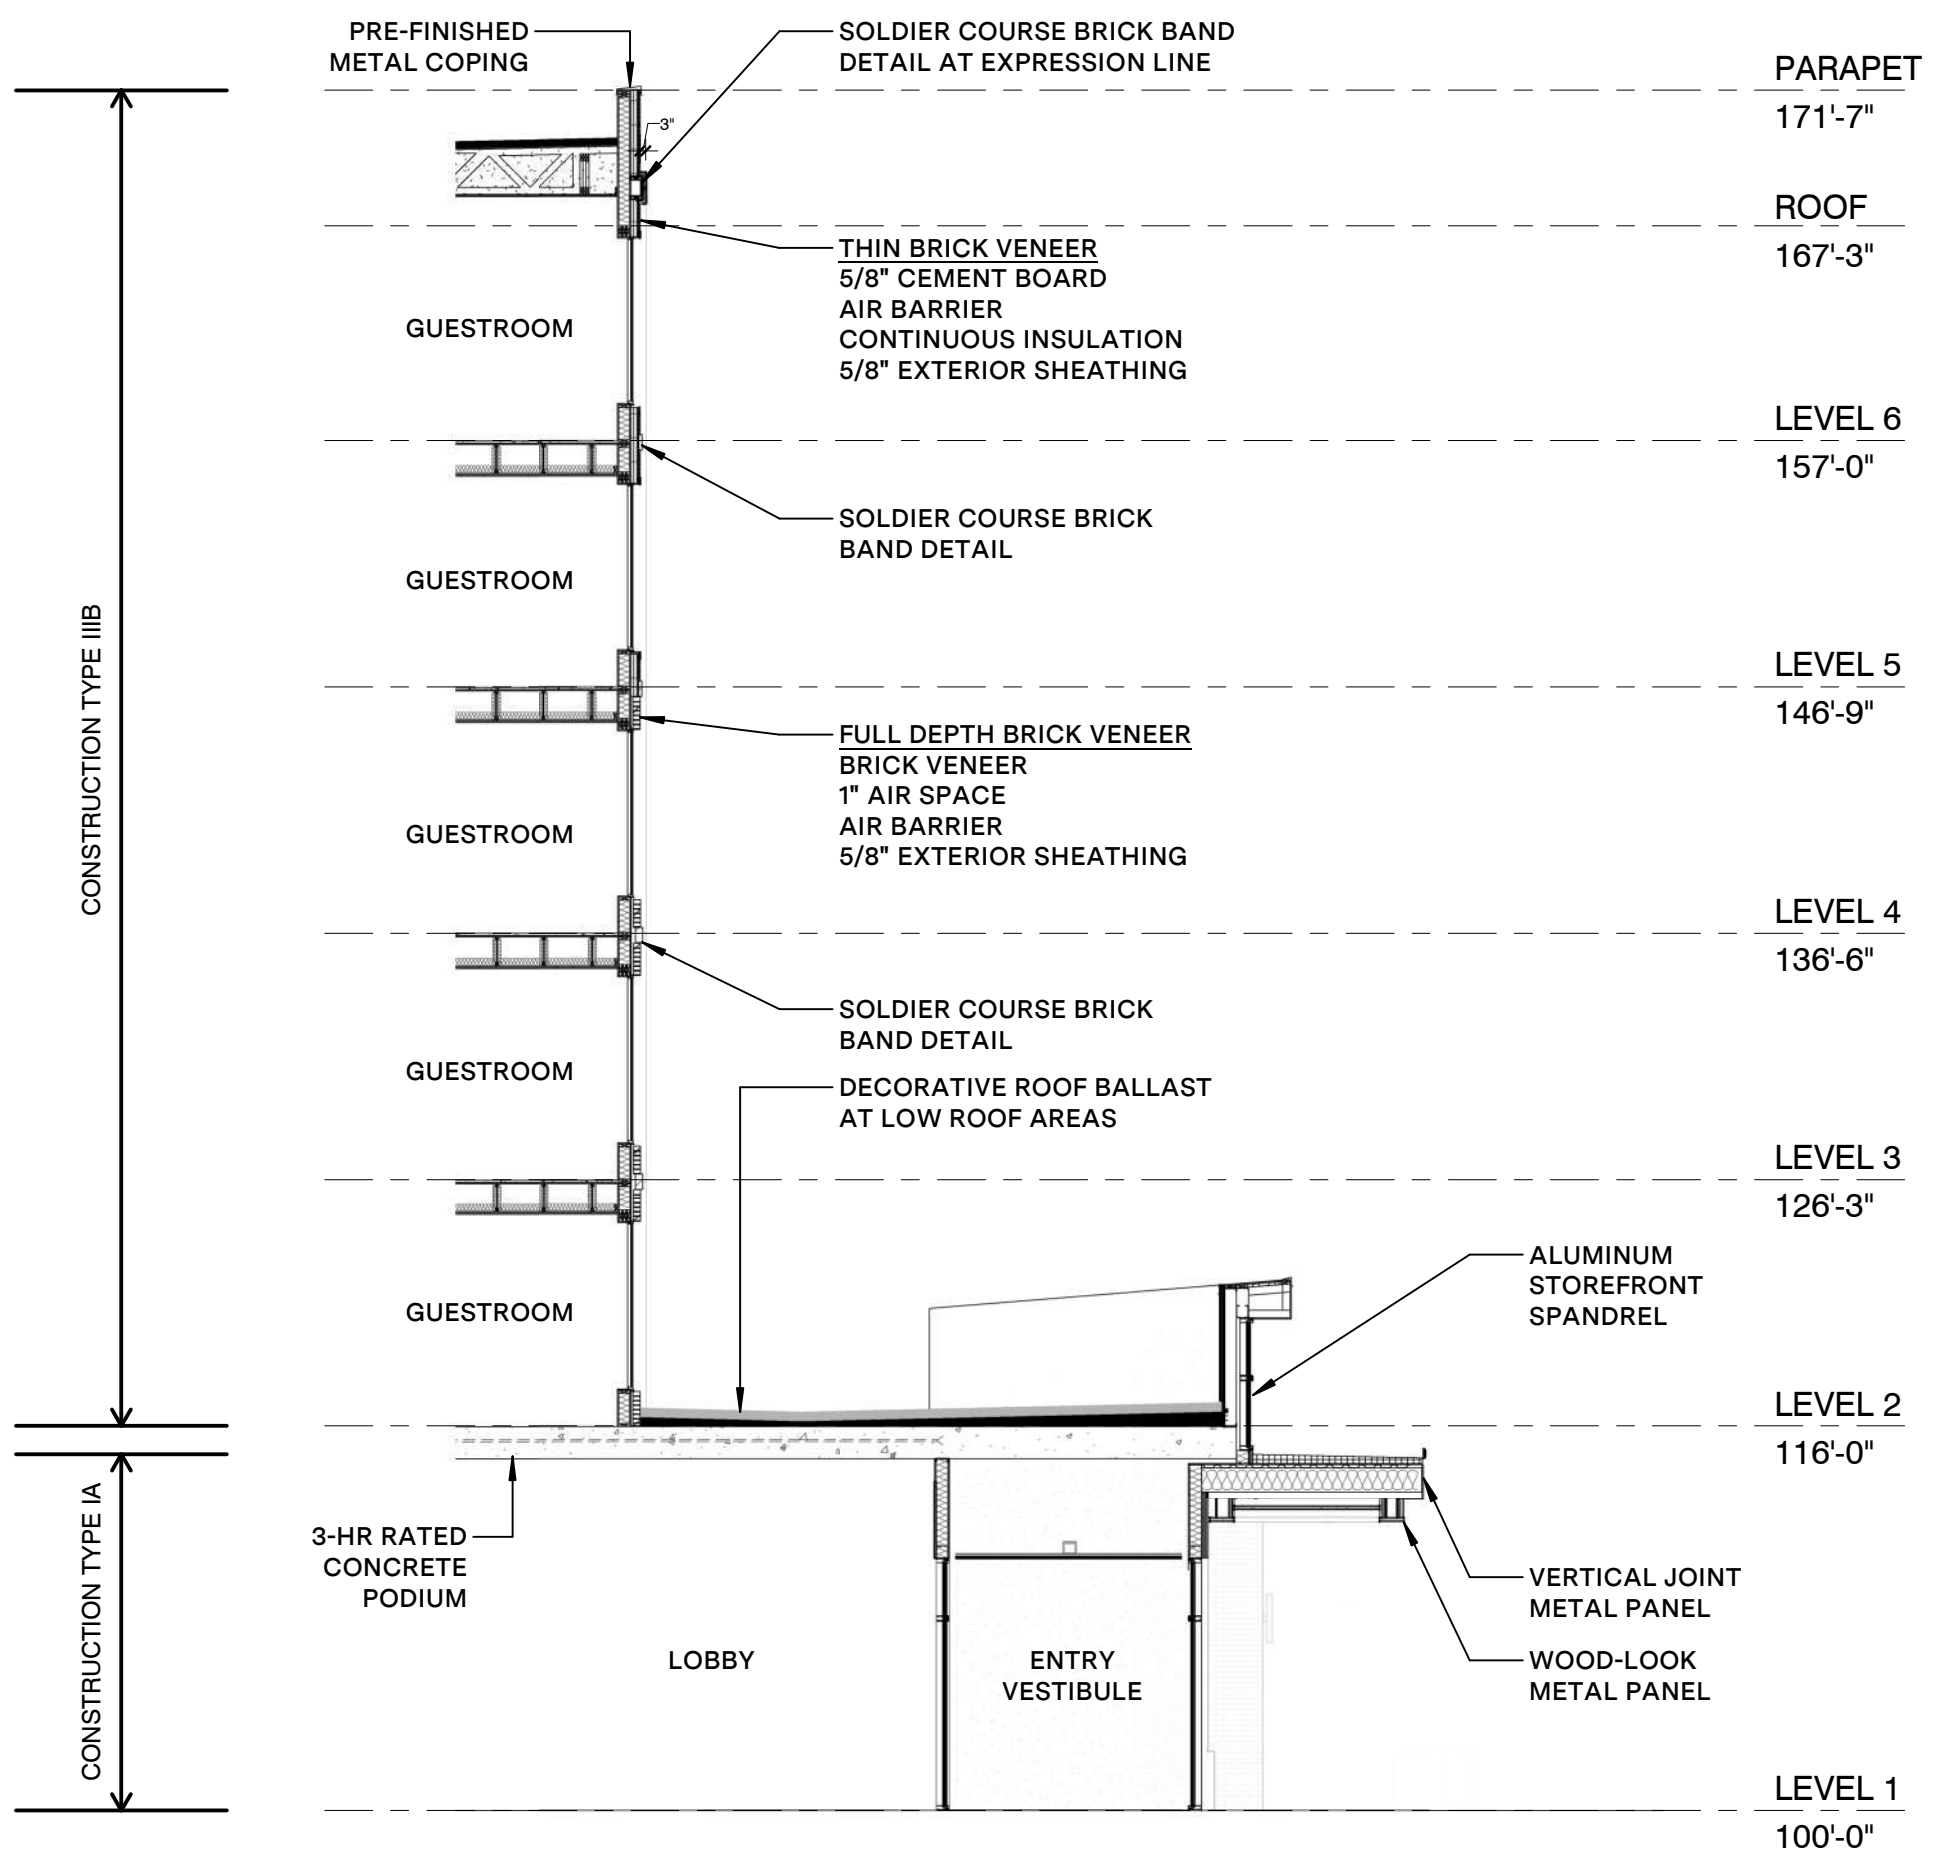 PRE-FINISHED
METAL COPING
SOLDIER COURSE BRICK BAND
DETAIL AT EXPRESSION LINE
PARAPET
171'-7"
3"
ROOF
167'-3"
THIN BRICK VENEER
5/8" CEMENT BOARD
AIR BARRIER
CONTINUOUS INSULATION
5/8" EXTERIOR SHEATHING
GUESTROOM
LEVEL 6
157'-0"
SOLDIER COURSE BRICK
BAND DETAIL
GUESTROOM
CONSTRUCTION TYPE IIIB
LEVEL 5
146'-9"
FULL DEPTH BRICK VENEER
BRICK VENEER
1" AIR SPACE
AIR BARRIER
5/8" EXTERIOR SHEATHING
GUESTROOM
LEVEL 4
136'-6"
SOLDIER COURSE BRICK
BAND DETAIL
GUESTROOM
DECORATIVE ROOF BALLAST
AT LOW ROOF AREAS
LEVEL 3
126'-3"
ALUMINUM
STOREFRONT
SPANDREL
GUESTROOM
LEVEL 2
116'-0"
CONSTRUCTION TYPE IA
3-HR RATED
CONCRETE
PODIUM
VERTICAL JOINT
METAL PANEL
LOBBY
ENTRY
VESTIBULE
WOOD-LOOK
METAL PANEL
LEVEL 1
100'-0"